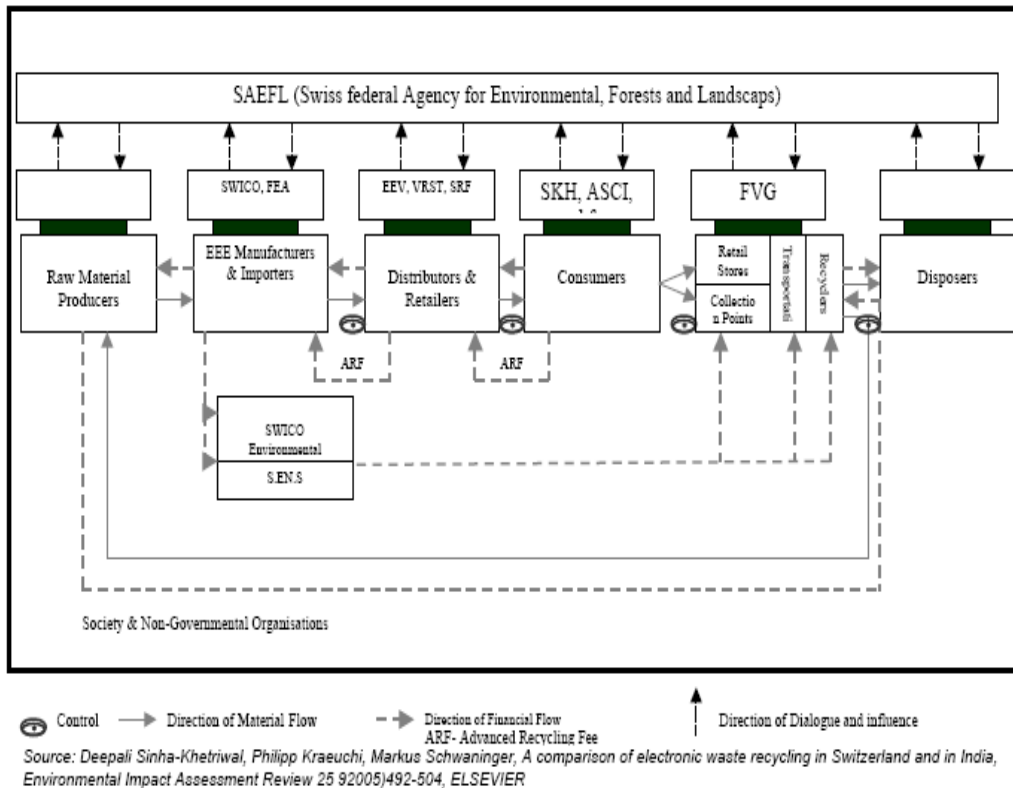 SAEFL (Swiss federal Agency for Environmental, Forests and Landscaps)
SWICO, FEA
EEV, VRST, SRF
SKH, ASCI,
FVG
Raw Material
Producers
EEE Manufacturers
& Importers
Distributors &
Retailers
Consumers
Retail
Stores
Collectio
n Points
Transportati
Recyclers
Disposers
ARF
ARF
SWICO
Environmental
S.EN.S
Society & Non-Governmental Organisations
Control
Direction of Material Flow
Direction of Financial Flow
ARF- Advanced Recycling Fee
Direction of Dialogue and influence
Source: Deepali Sinha-Khetriwal, Philipp Kraeuchi, Markus Schwaninger, A comparison of electronic waste recycling in Switzerland and in India,
Environmental Impact Assessment Review 25 92005)492-504, ELSEVIER